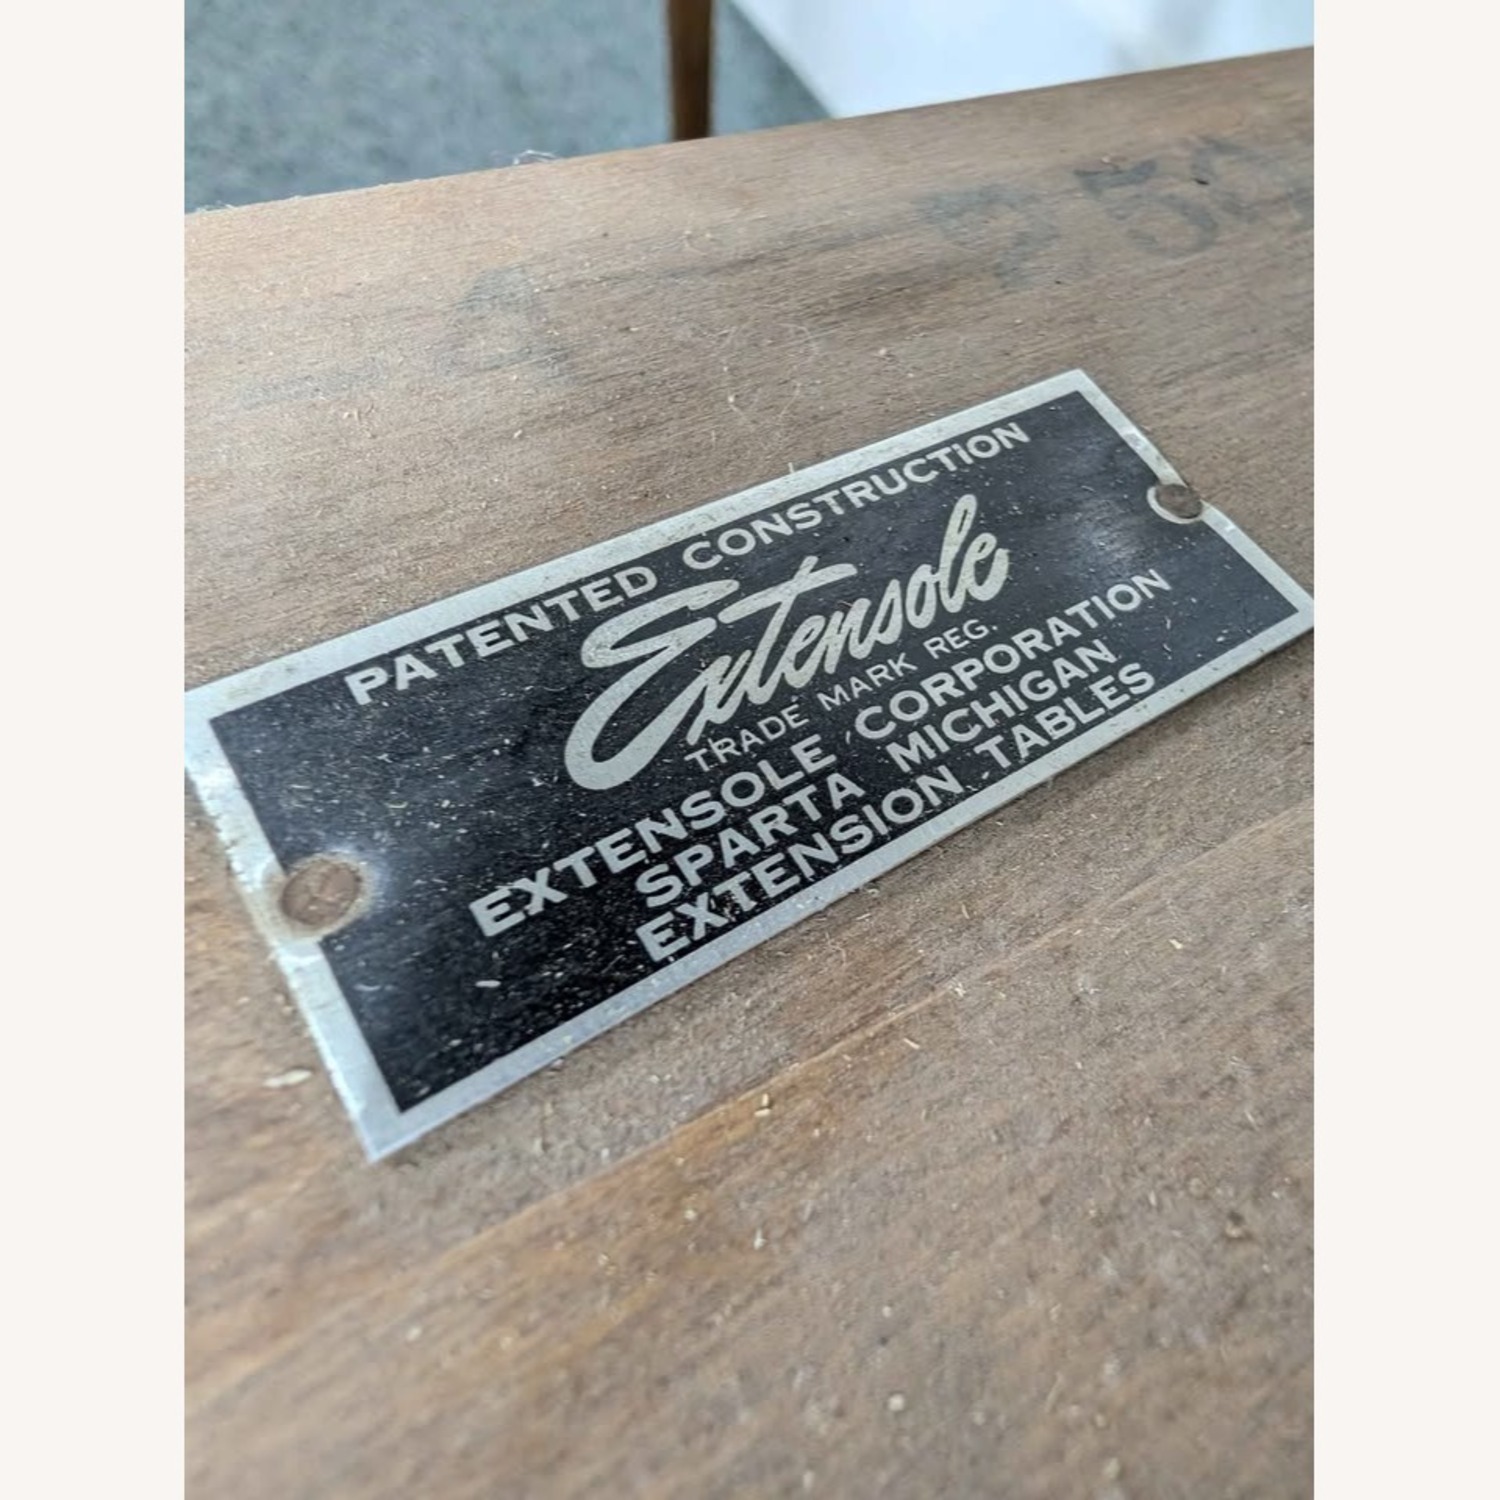 PATENTED CONSTRUCTION
Extensole
TRADE MARK REG.
EXTENSOLE CORPORATION
SPARTA MICHIGAN
EXTENSION TABLES